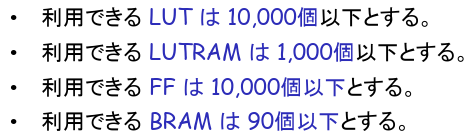 • 利用できる LUT は 10,000個以下とする。
• 利用できる LUTRAM は 1,000個以下とする。
• 利用できる FF は 10,000個以下とする。
• 利用できる BRAM は 90個以下とする。